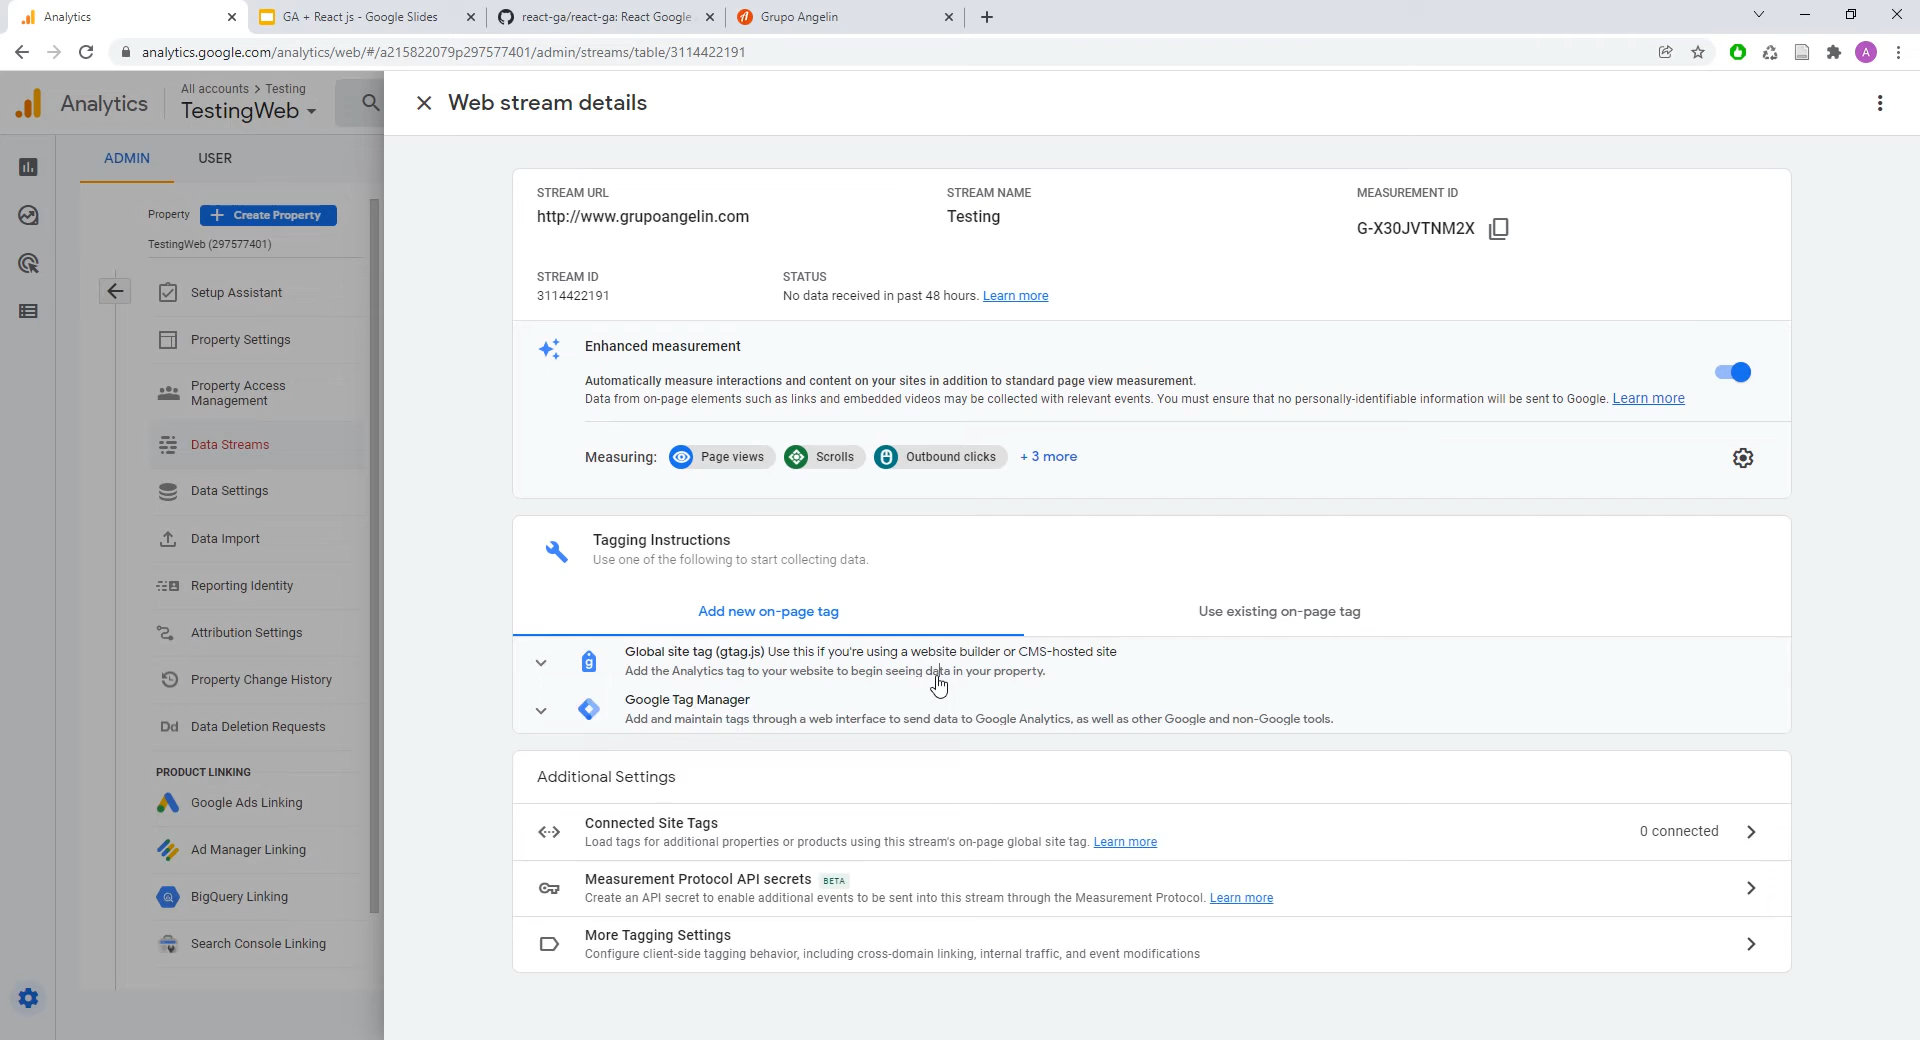 Analytics
GA + React js - Google Slides
react-ga/react-ga: React Google
Grupo Angelin
analytics.google.com/analytics/web/#/a215822079p297577401/admin/streams/table/3114422191
A
Analytics
All accounts > Testing
TestingWeb
Web stream details
ADMIN
USER
Property
Create Property
TestingWeb (297577401)
Setup Assistant
Property Settings
Property Access
Management
Data Streams
Data Settings
Data Import
Reporting Identity
Attribution Settings
Property Change History
Dd Data Deletion Requests
PRODUCT LINKING
Google Ads Linking
Ad Manager Linking
BigQuery Linking
Search Console Linking
STREAM URL
http://www.grupoangelin.com
STREAM NAME
Testing
MEASUREMENT ID
G-X30JVTNM2X
STREAM ID
3114422191
STATUS
No data received in past 48 hours. Learn more
Enhanced measurement
Automatically measure interactions and content on your sites in addition to standard page view measurement.
Data from on-page elements such as links and embedded videos may be collected with relevant events. You must ensure that no personally-identifiable information will be sent to Google. Learn more
Measuring: Page views Scrolls Outbound clicks + 3 more
Tagging Instructions
Use one of the following to start collecting data.
Add new on-page tag
Use existing on-page tag
g
Global site tag (gtag.js) Use this if you're using a website builder or CMS-hosted site
Add the Analytics tag to your website to begin seeing data in your property.
Google Tag Manager
Add and maintain tags through a web interface to send data to Google Analytics, as well as other Google and non-Google tools.
Additional Settings
Connected Site Tags
Load tags for additional properties or products using this stream's on-page global site tag. Learn more
0 connected
Measurement Protocol API secrets BETA
Create an API secret to enable additional events to be sent into this stream through the Measurement Protocol. Learn more
More Tagging Settings
Configure client-side tagging behavior, including cross-domain linking, internal traffic, and event modifications